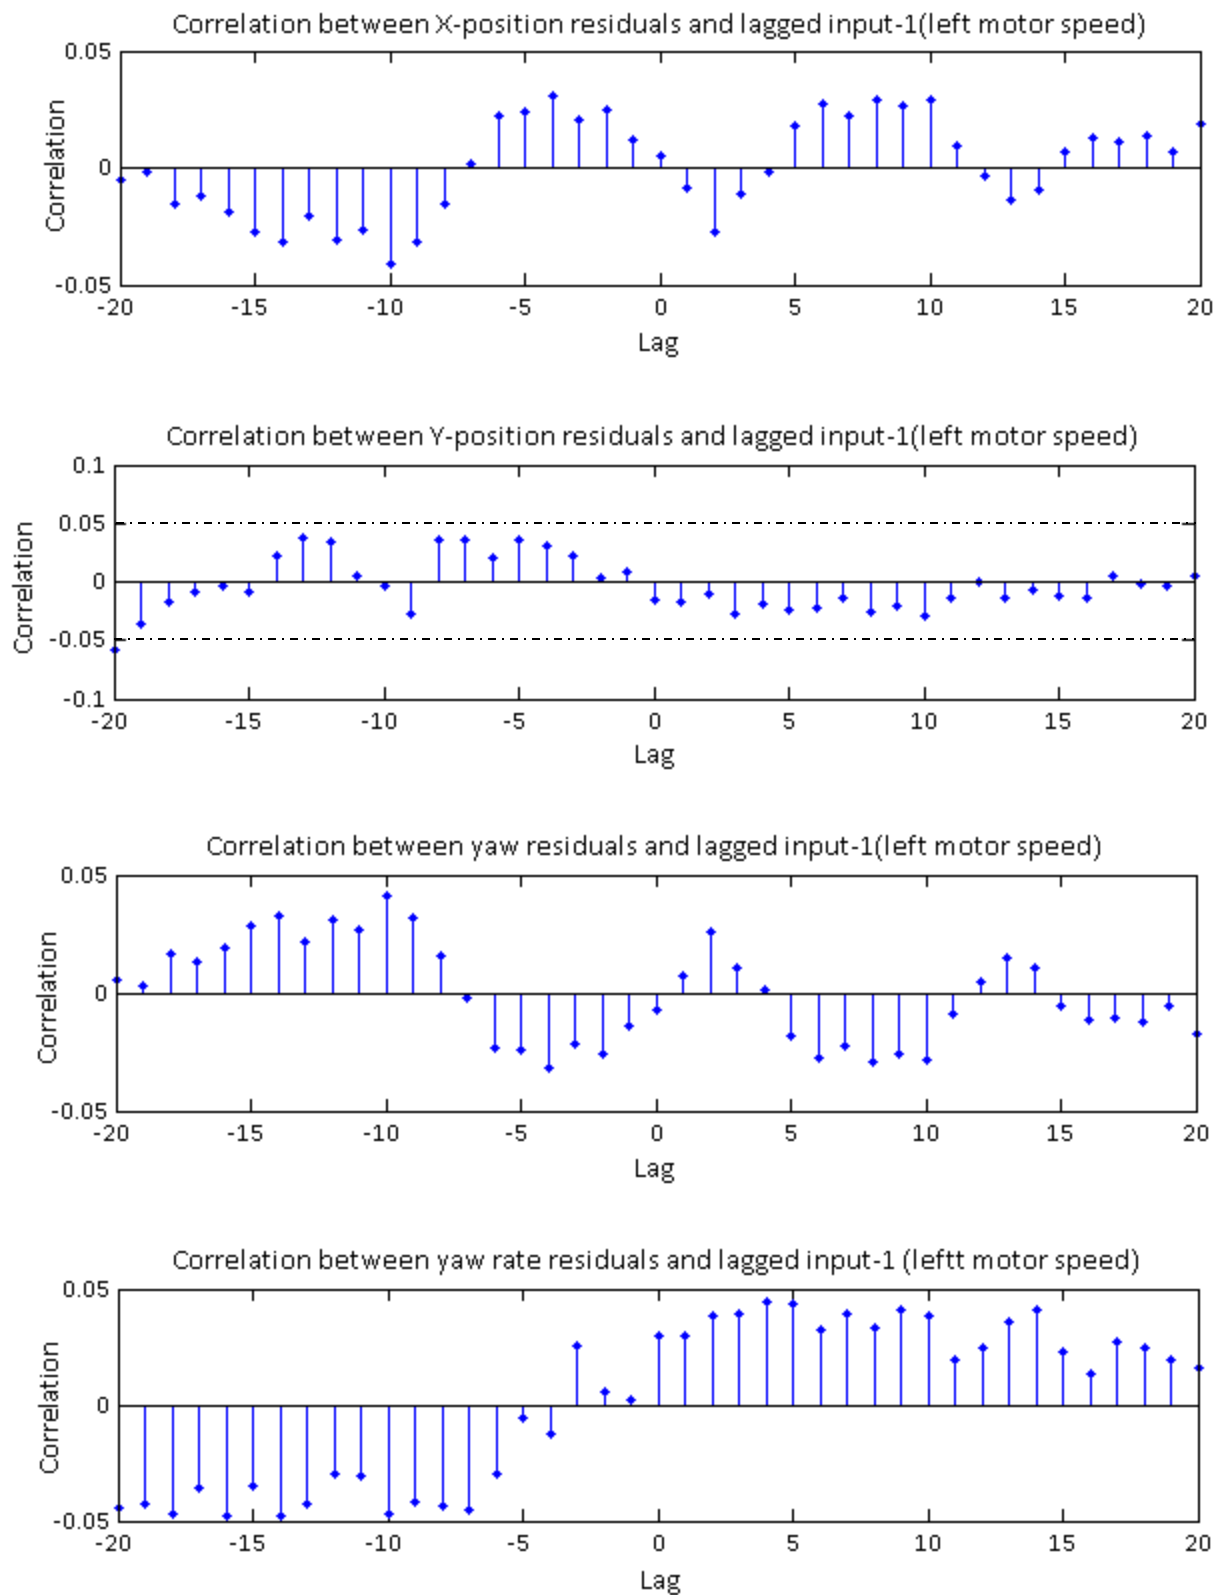 Correlation between X-position residuals and lagged input-1(left motor speed)
0.05
0
-0.05
Correlation
-20 -15 -10 -5 0 5 10 15 20
Lag
Correlation between Y-position residuals and lagged input-1(left motor speed)
0.1
0.05
0
-0.05
-0.1
Correlation
-20 -15 -10 -5 0 5 10 15 20
Lag
Correlation between yaw residuals and lagged input-1(left motor speed)
0.05
0
-0.05
Correlation
-20 -15 -10 -5 0 5 10 15 20
Lag
Correlation between yaw rate residuals and lagged input-1 (leftt motor speed)
0.05
0
-0.05
Correlation
-20 -15 -10 -5 0 5 10 15 20
Lag